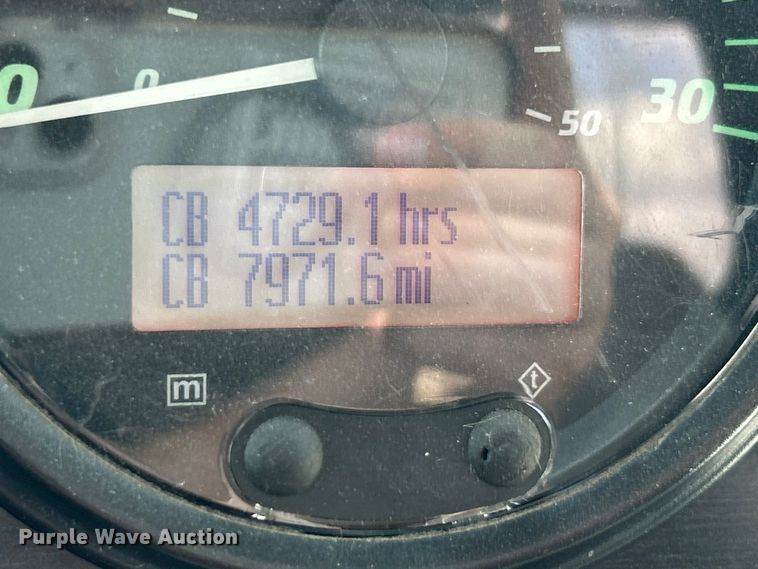 0
0
50
30
CB 4729.1 hrs
CB 7971.6 mi
m
t
Purple Wave Auction